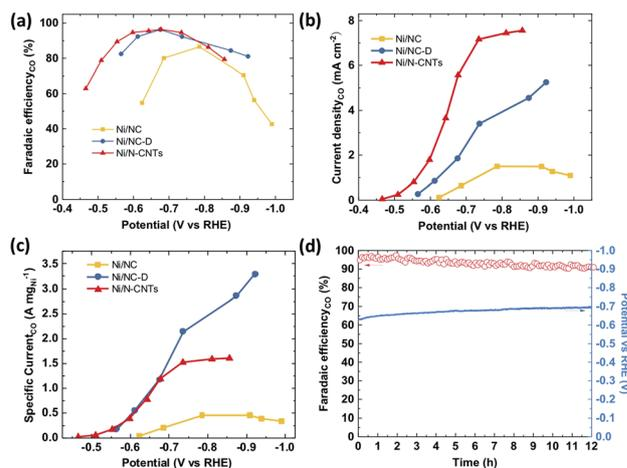 (a)
Faradaic efficiency_CO (%)
100
80
60
40
20
0
Ni/NC
Ni/NC-D
Ni/N-CNTs
-0.4 -0.5 -0.6 -0.7 -0.8 -0.9 -1.0
Potential (V vs RHE)
(b)
Current density_CO (mA cm⁻²)
8
6
4
2
0
Ni/NC
Ni/NC-D
Ni/N-CNTs
-0.4 -0.5 -0.6 -0.7 -0.8 -0.9 -1.0
Potential (V vs RHE)
(c)
Specific Current_CO (A mg_Ni⁻¹)
3.5
3.0
2.5
2.0
1.5
1.0
0.5
0.0
Ni/NC
Ni/NC-D
Ni/N-CNTs
-0.5 -0.6 -0.7 -0.8 -0.9 -1.0
Potential (V vs RHE)
(d)
Faradaic efficiency_CO (%)
100
90
80
70
60
50
40
30
20
10
0
0 1 2 3 4 5 6 7 8 9 10 11 12
Time (h)
-1.0
-0.9
-0.8
-0.7
-0.6
-0.5
-0.4
-0.3
-0.2
-0.1
0.0
Potential vs RHE (V)